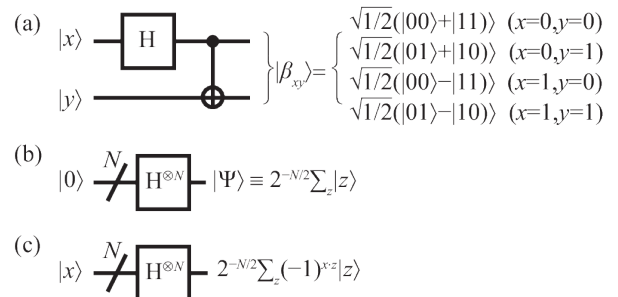 (a) |x⟩ H |y⟩ |β_xy⟩= { √1/2(|00⟩+|11⟩⟩ (x=0,y=0)
√1/2(|01⟩+|10⟩⟩ (x=0,y=1)
√1/2(|00⟩−|11⟩⟩ (x=1,y=0)
√1/2(|01⟩−|10⟩⟩ (x=1,y=1)
(b) |0⟩ N H^⊗N |Ψ⟩ ≡ 2^−N/2∑_z|z⟩
(c) |x⟩ N H^⊗N 2^−N/2∑_z(−1)^x·z|z⟩